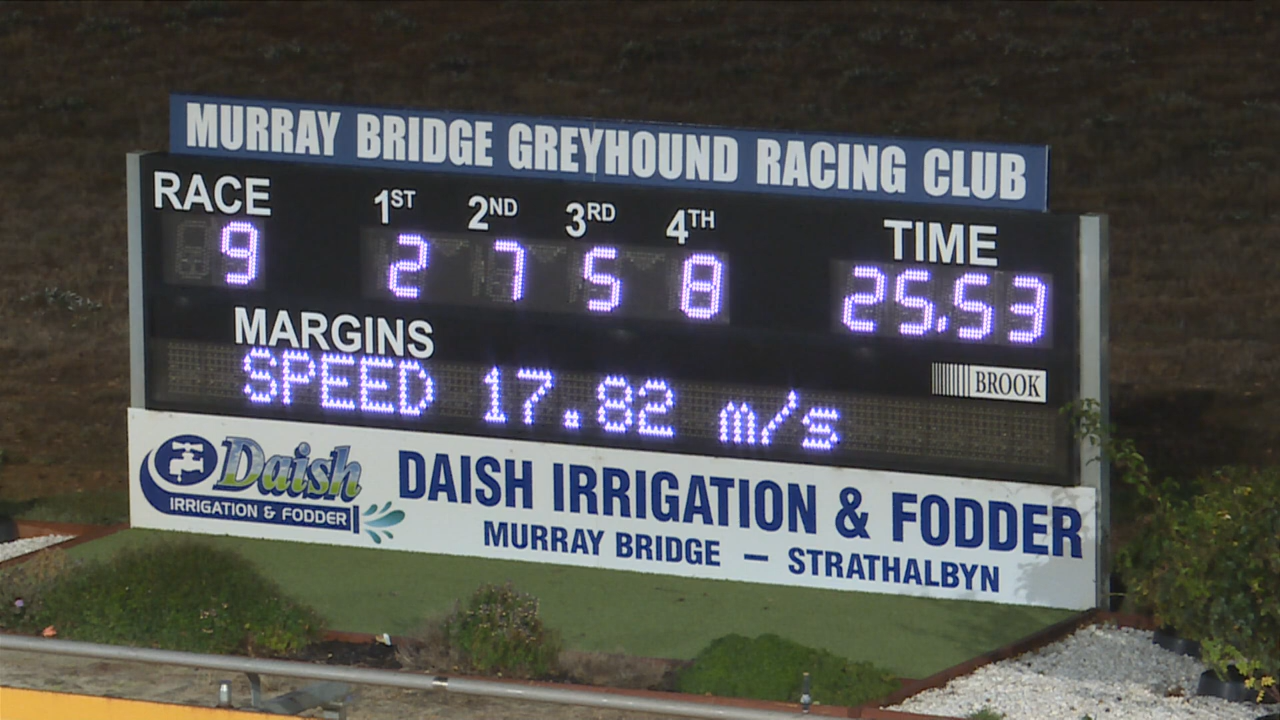 MURRAY BRIDGE GREYHOUND RACING CLUB
RACE 1ST 2ND 3RD 4TH TIME
9 2 7 5 8 25.53
MARGINS
SPEED 17.82 m/s
BROOK
Daish
IRRIGATION & FODDER
DAISH IRRIGATION & FODDER
MURRAY BRIDGE – STRATHALBYN